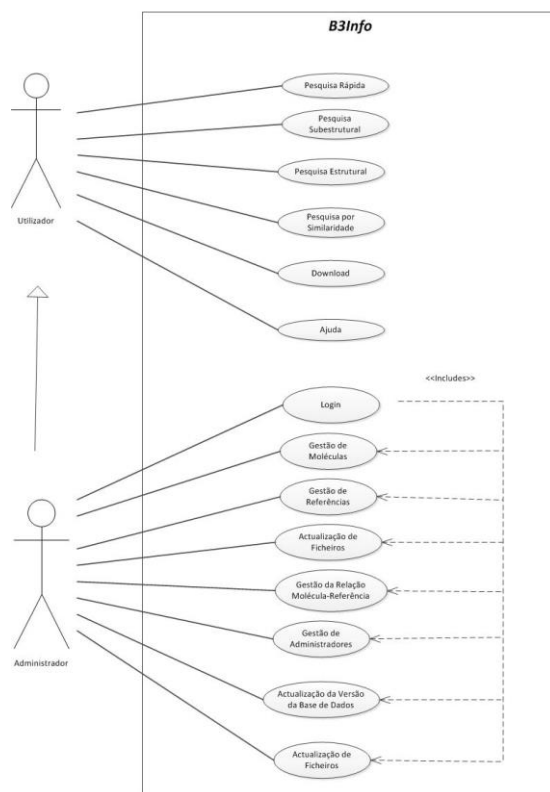 B3Info
Pesquisa Rápida
Pesquisa
Subestrutural
Pesquisa Estrutural
Pesquisa por
Similaridade
Download
Ajuda
Utilizador
<<Includes>>
Login
Gestão de
Moléculas
Gestão de
Referências
Actualização de
Ficheiros
Gestão da Relação
Molécula-Referência
Gestão de
Administradores
Actualização da Versão
da Base de Dados
Actualização de
Ficheiros
Administrador